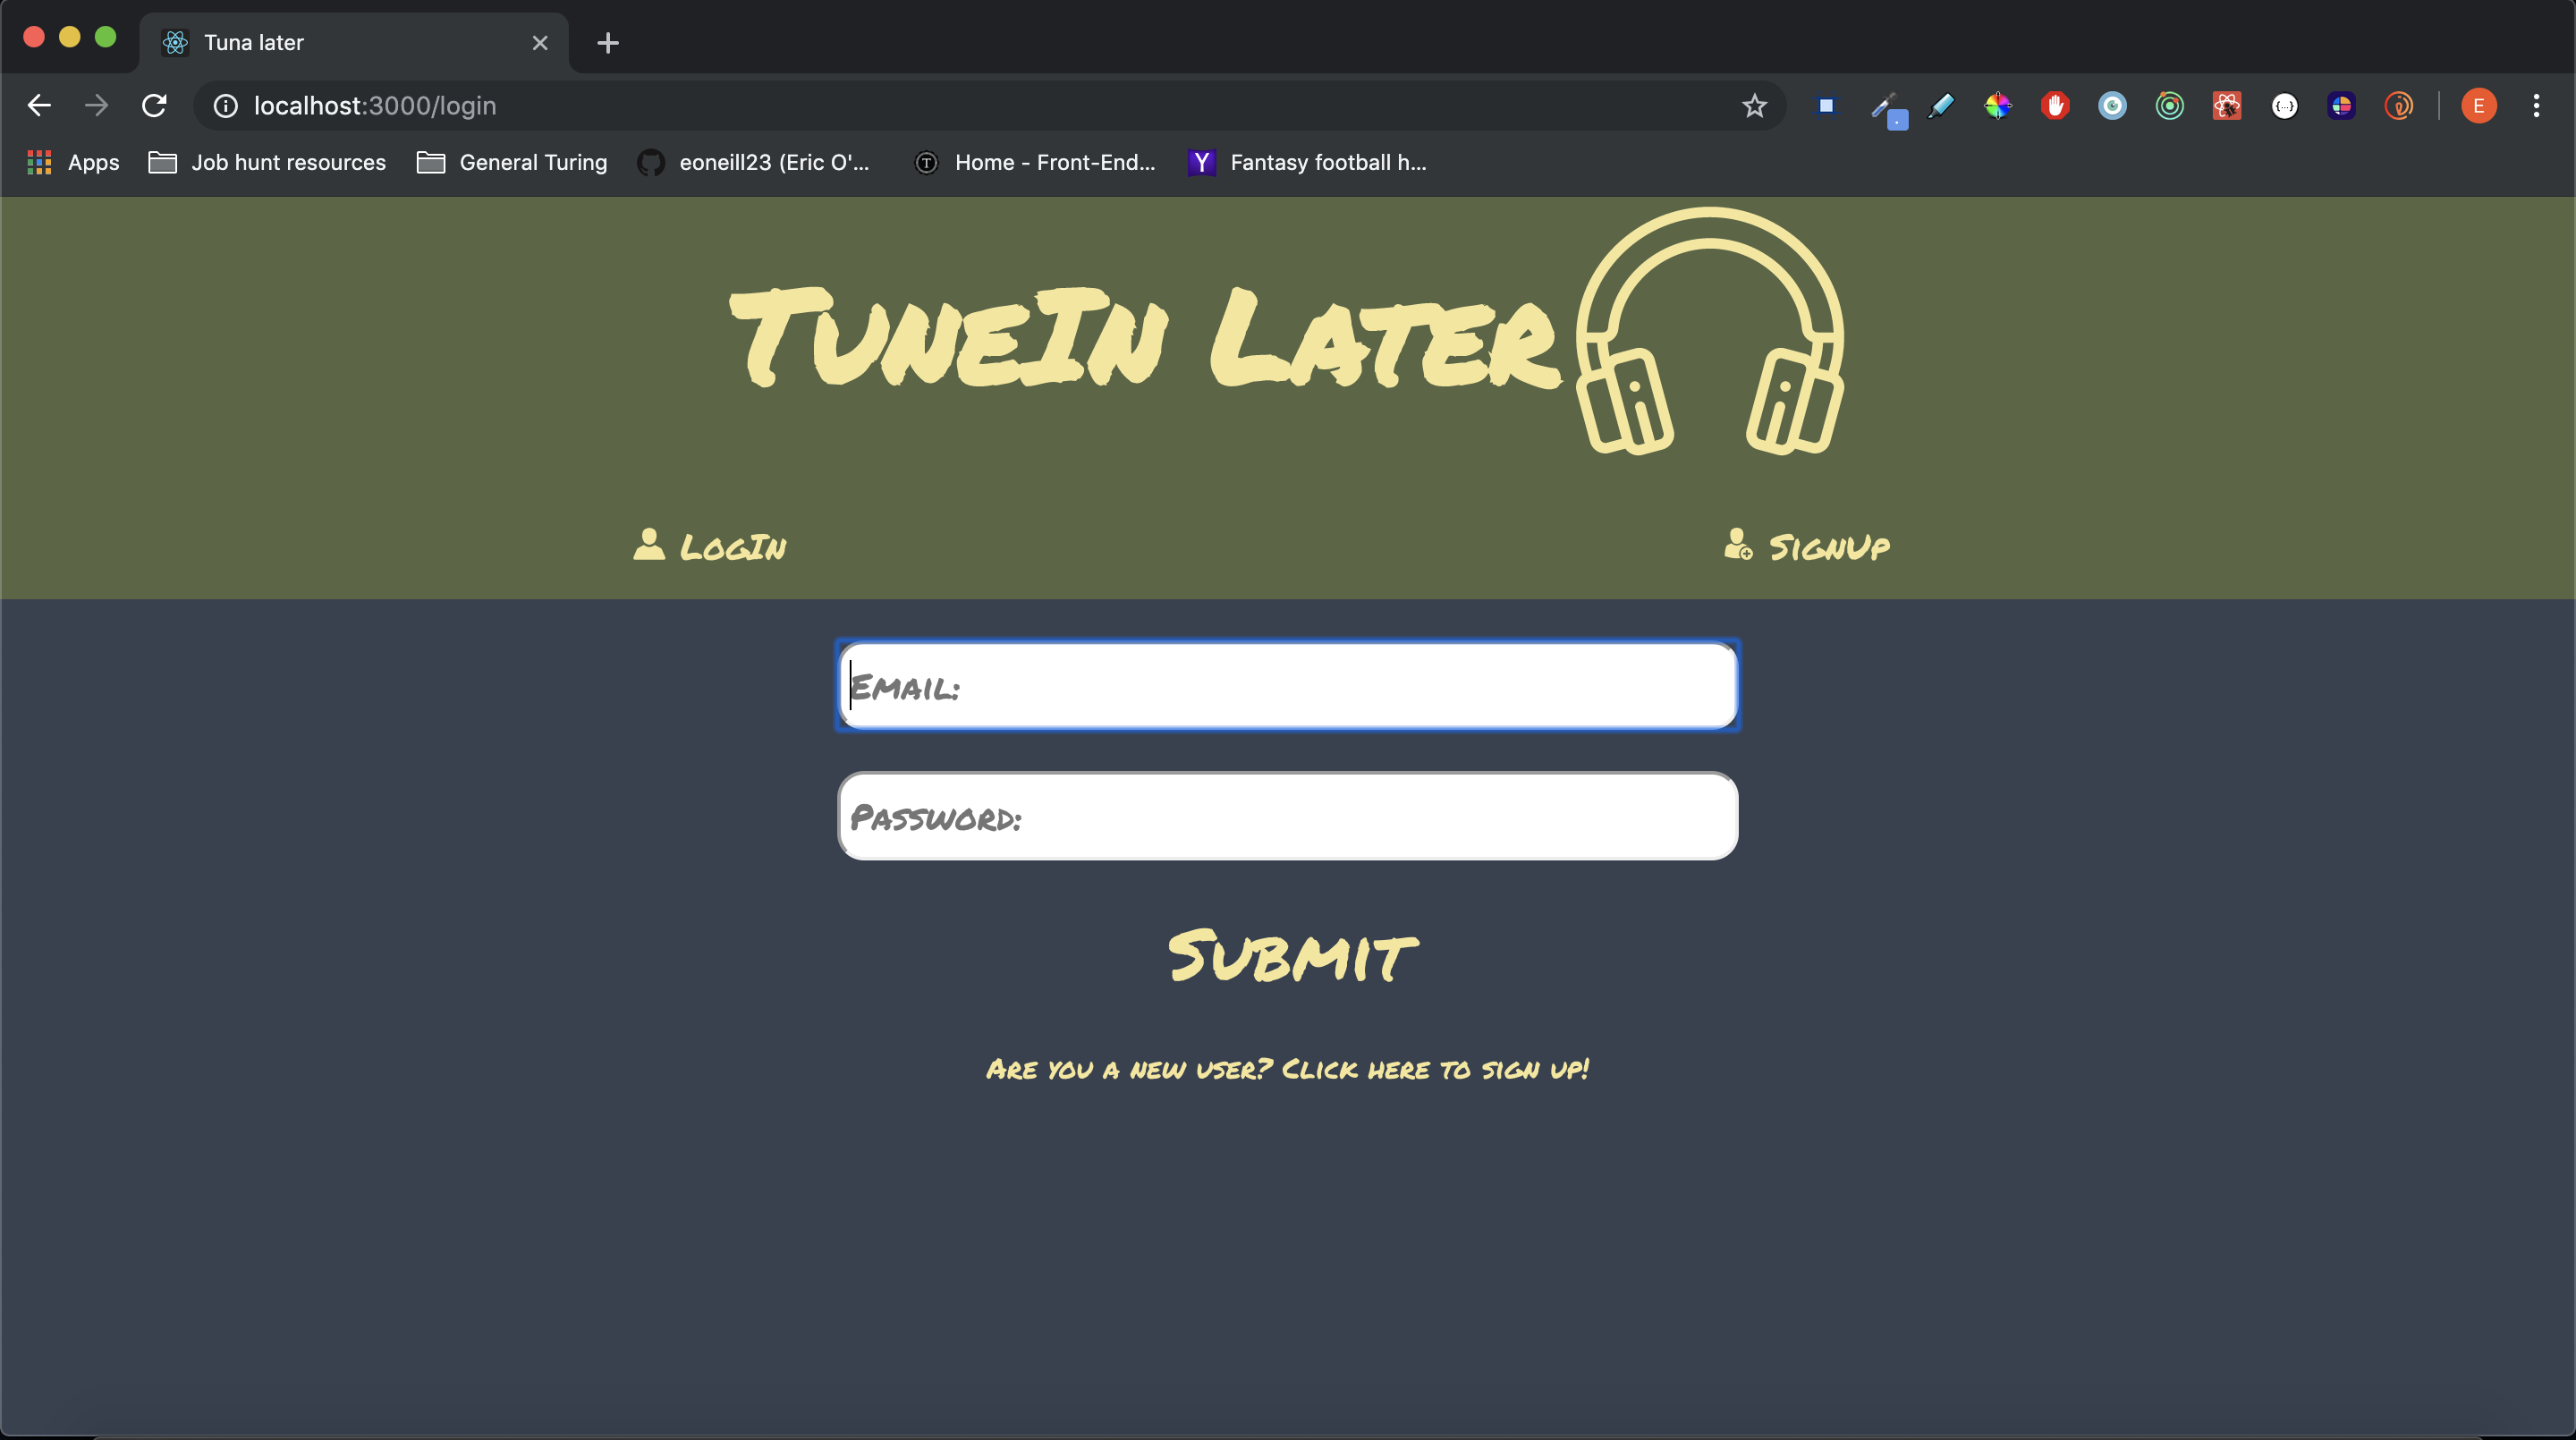 Tuna later
localhost:3000/login
E
Apps Job hunt resources General Turing eoneill23 (Eric O'... Home - Front-End... Fantasy football h...
TuneIn Later
LogIn SignUp
Email:
Password:
Submit
Are you a new user? Click here to sign up!